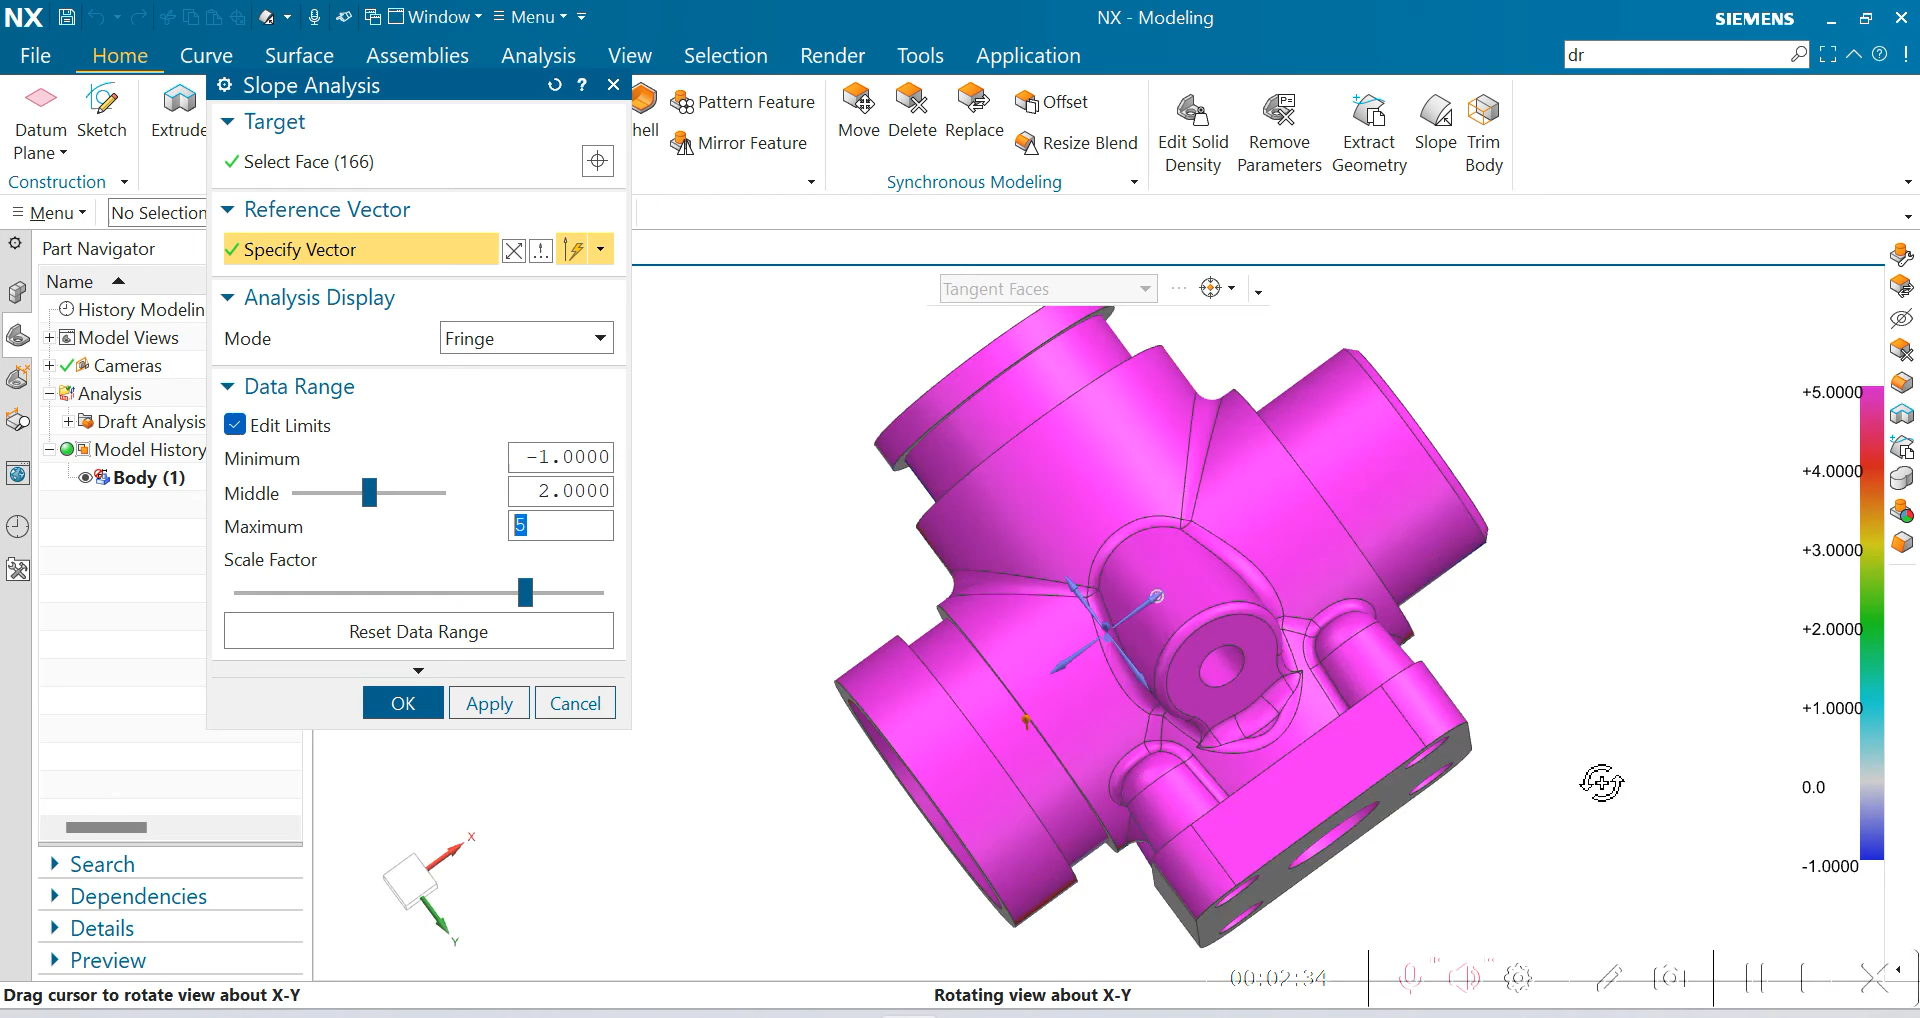 NX Window Menu NX - Modeling SIEMENS
File Home Curve Surface Assemblies Analysis View Selection Render Tools Application dr
Slope Analysis
Datum Plane
Sketch
Extrude
hell
Pattern Feature
Mirror Feature
Move
Delete
Replace
Offset
Resize Blend
Edit Solid Density
Remove Parameters
Extract Geometry
Slope
Trim Body
Construction
Synchronous Modeling
Menu No Selection
Part Navigator
Name
History Modelin
Model Views
Cameras
Analysis
Draft Analysis
Model History
Body (1)
Search
Dependencies
Details
Preview
Target
Select Face (166)
Reference Vector
Specify Vector
Analysis Display
Mode Fringe
Data Range
Edit Limits
Minimum -1.0000
Middle 2.0000
Maximum 5
Scale Factor
Reset Data Range
OK Apply Cancel
Tangent Faces
+5.0000
+4.0000
+3.0000
+2.0000
+1.0000
0.0
-1.0000
X
Y
00:02:34
Drag cursor to rotate view about X-Y Rotating view about X-Y